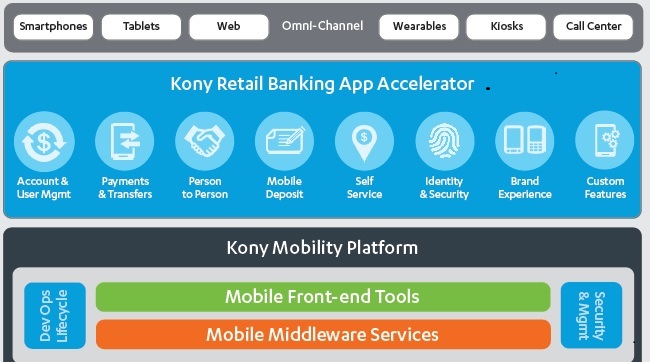 Smartphones Tablets Web Omni-Channel Wearables Kiosks Call Center
Kony Retail Banking App Accelerator
Account & User Mgmt
Payments & Transfers
Person to Person
Mobile Deposit
Self Service
Identity & Security
Brand Experience
Custom Features
Kony Mobility Platform
Dev Ops Lifecycle
Mobile Front-end Tools
Mobile Middleware Services
Security & Mgmt